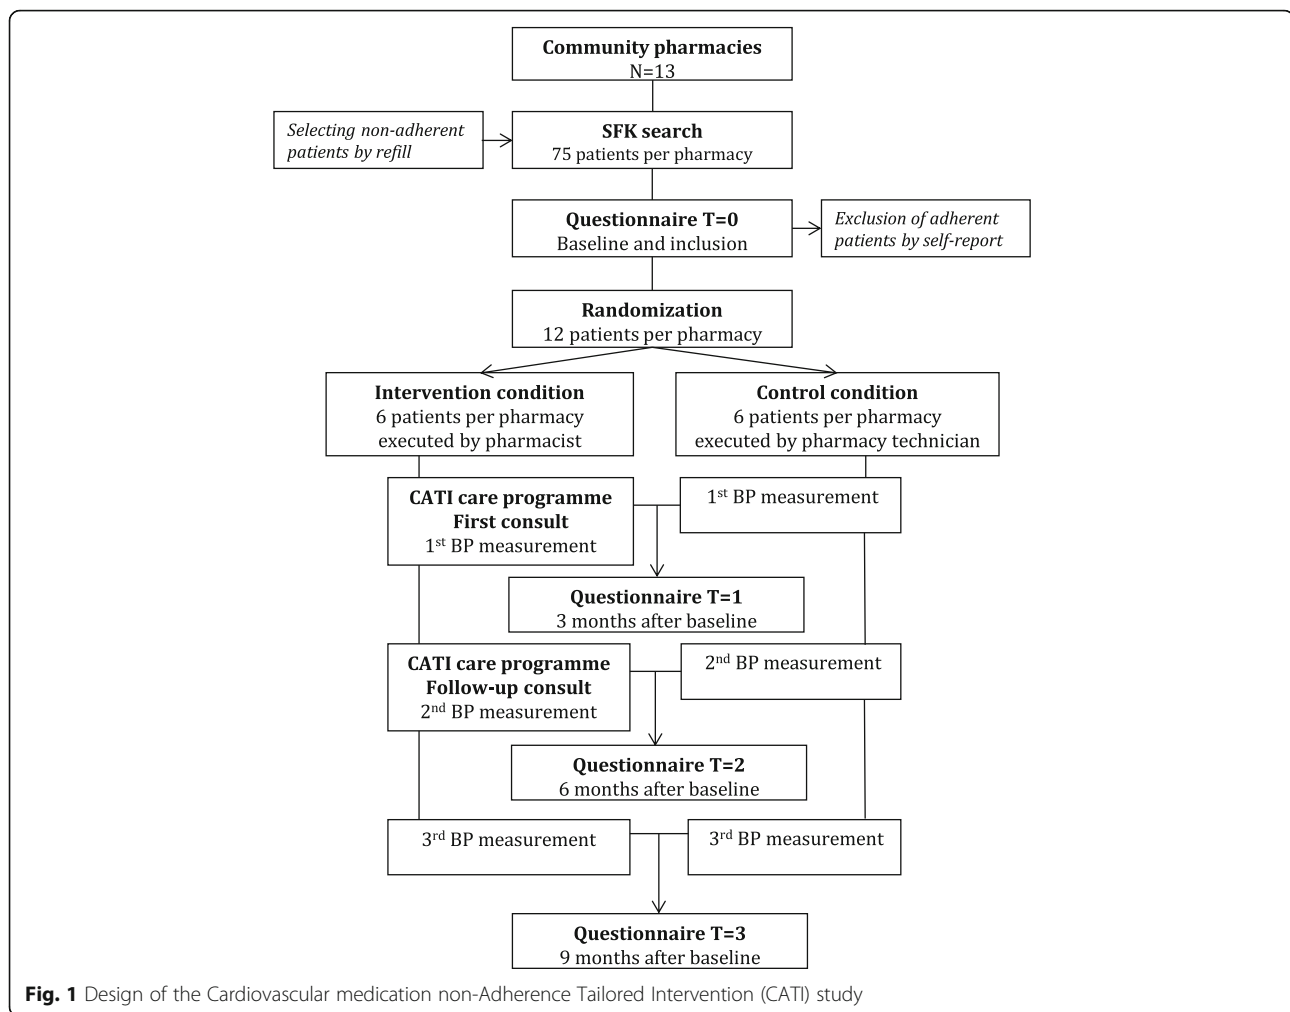 Community pharmacies
N=13
Selecting non-adherent
patients by refill
SFK search
75 patients per pharmacy
Questionnaire T=0
Baseline and inclusion
Exclusion of adherent
patients by self-report
Randomization
12 patients per pharmacy
Intervention condition
6 patients per pharmacy
executed by pharmacist
Control condition
6 patients per pharmacy
executed by pharmacy technician
CATI care programme
First consult
1st BP measurement
1st BP measurement
Questionnaire T=1
3 months after baseline
CATI care programme
Follow-up consult
2nd BP measurement
2nd BP measurement
Questionnaire T=2
6 months after baseline
3rd BP measurement
3rd BP measurement
Questionnaire T=3
9 months after baseline
Fig. 1 Design of the Cardiovascular medication non-Adherence Tailored Intervention (CATI) study